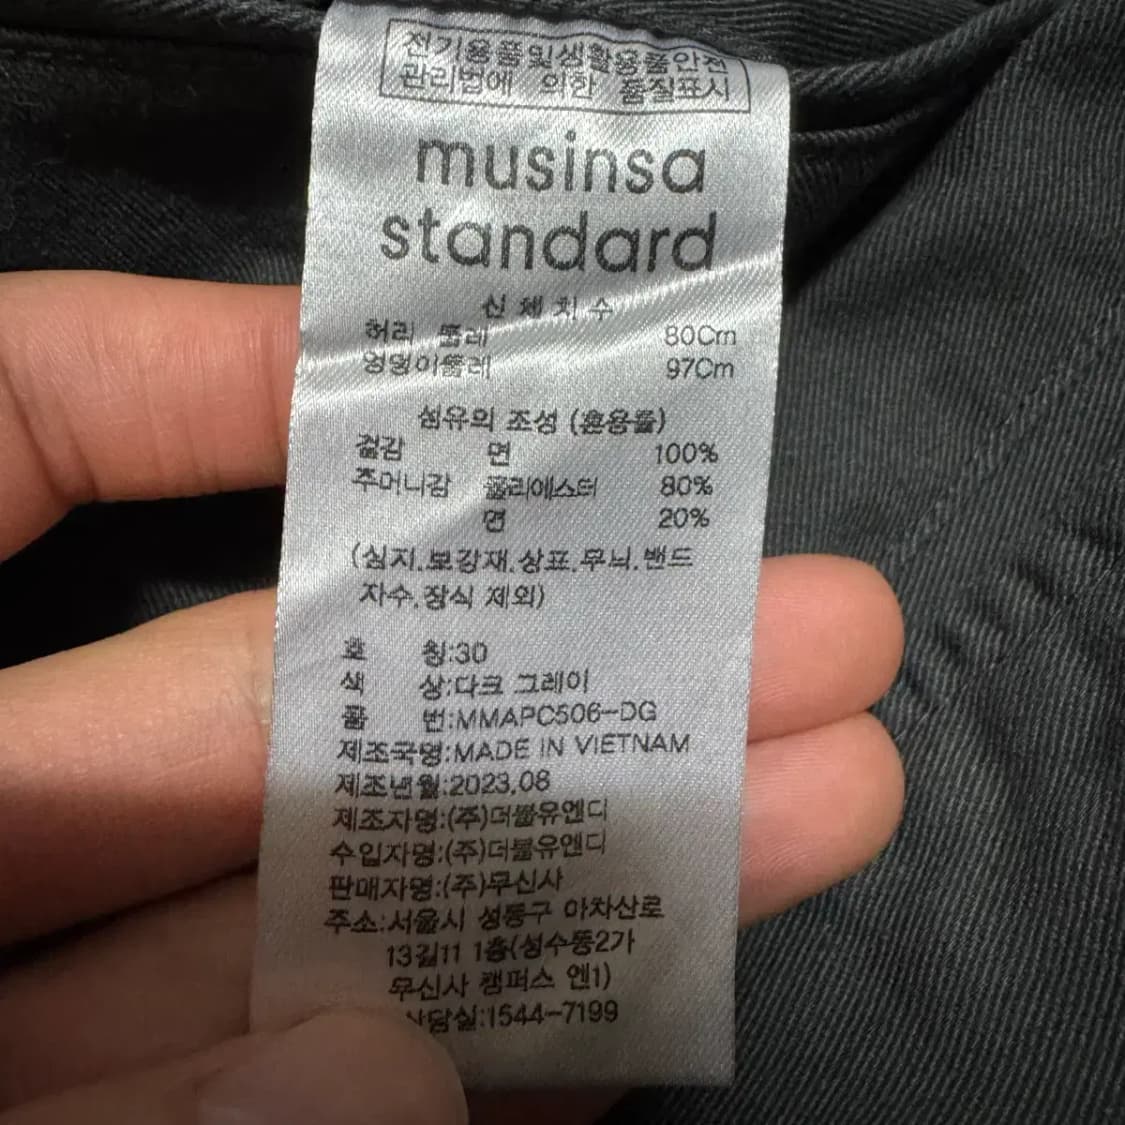 전기용품및생활용품안전
관리법에 의한 품질표시
musinsa
standard
신체치수
허리 둘레 80Cm
엉덩이둘레 97Cm
섬유의 조성 (혼용률)
겉감 면 100%
주머니감 폴리에스터 80%
면 20%
(심지.보강재.상표.무늬.밴드
자수.장식 제외)
호 칭:30
색 상:다크 그레이
품 번:MMAPC506-DG
제조국명:MADE IN VIETNAM
제조년월:2023.08
제조자명:(주)더블유엔디
수입자명:(주)더블유엔디
판매자명:(주)무신사
주소:서울시 성동구 아차산로
13길11 1층(성수동2가
무신사 캠퍼스 엔1)
상담실:1544-7199